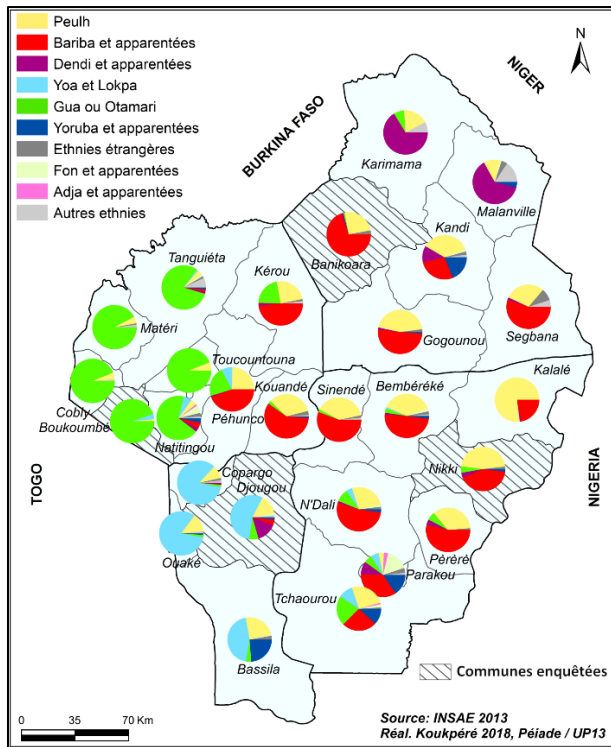 Peulh
Bariba et apparentées
Dendi et apparentées
Yoa et Lokpa
Gua ou Otamari
Yoruba et apparentées
Ethnies étrangères
Fon et apparentées
Adja et apparentées
Autres ethnies
N
NIGER
BURKINA FASO
Karimama
Malanville
Kandi
Banikoara
Tanguiéta
Kérou
Segbana
Gogounou
Matéri
Toucountouna
Kalalé
Kouandé
Sinendé
Bembéréké
Cobly
Boukoumbé
Péhunco
Natitingou
TOGO
NIGERIA
Nikki
Copargo
Djougou
N'Dali
Ouaké
Pèrèrè
Parakou
Tchaourou
Bassila
Communes enquêtées
0 35 70 Km
Source: INSAE 2013
Réal. Koukpéré 2018, Péiade / UP13